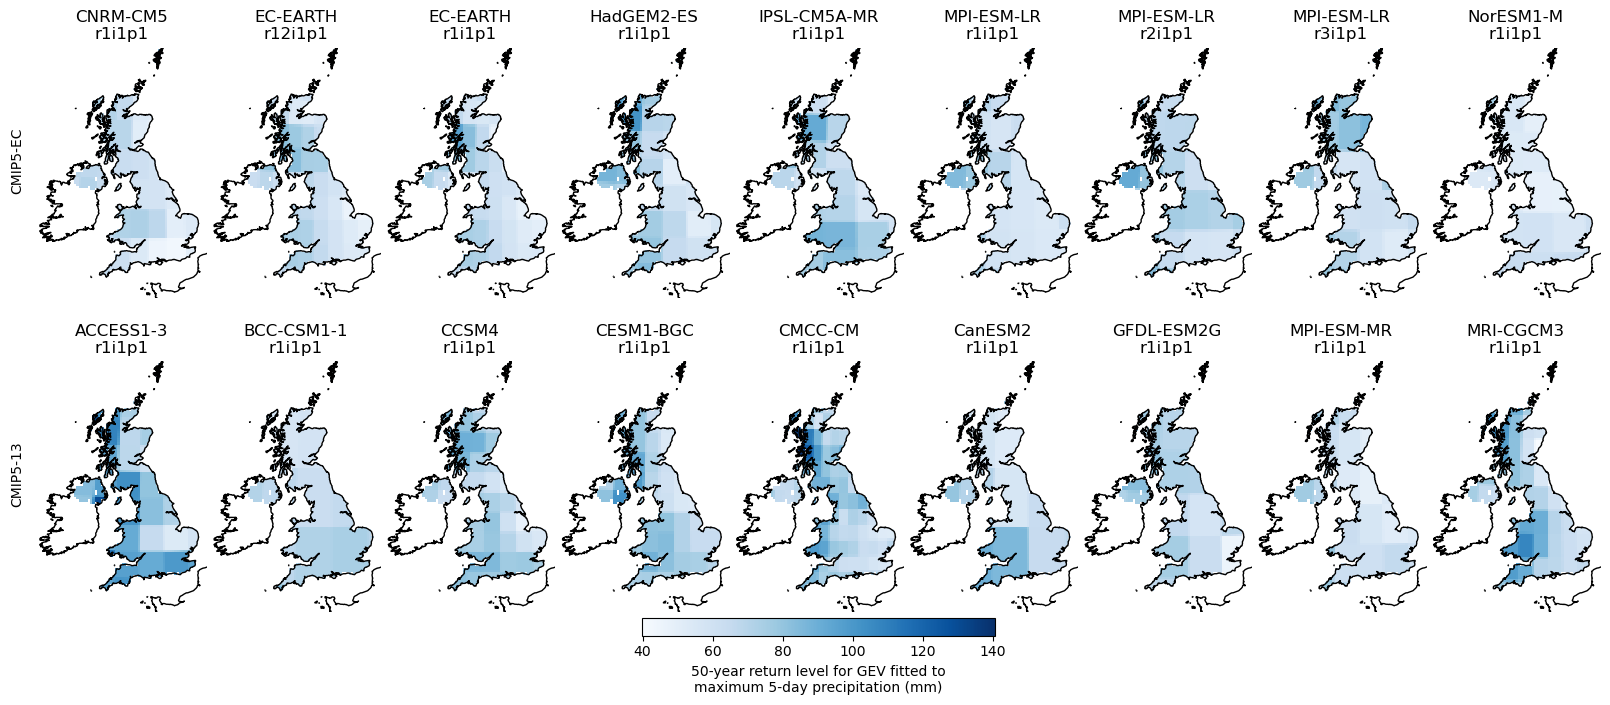 CNRM-CM5 EC-EARTH EC-EARTH HadGEM2-ES IPSL-CM5A-MR MPI-ESM-LR MPI-ESM-LR MPI-ESM-LR NorESM1-M
r1i1p1 r12i1p1 r1i1p1 r1i1p1 r1i1p1 r1i1p1 r2i1p1 r3i1p1 r1i1p1
CMIP5-EC
ACCESS1-3 BCC-CSM1-1 CCSM4 CESM1-BGC CMCC-CM CanESM2 GFDL-ESM2G MPI-ESM-MR MRI-CGCM3
r1i1p1 r1i1p1 r1i1p1 r1i1p1 r1i1p1 r1i1p1 r1i1p1 r1i1p1 r1i1p1
CMIP5-13
40 60 80 100 120 140
50-year return level for GEV fitted to
maximum 5-day precipitation (mm)